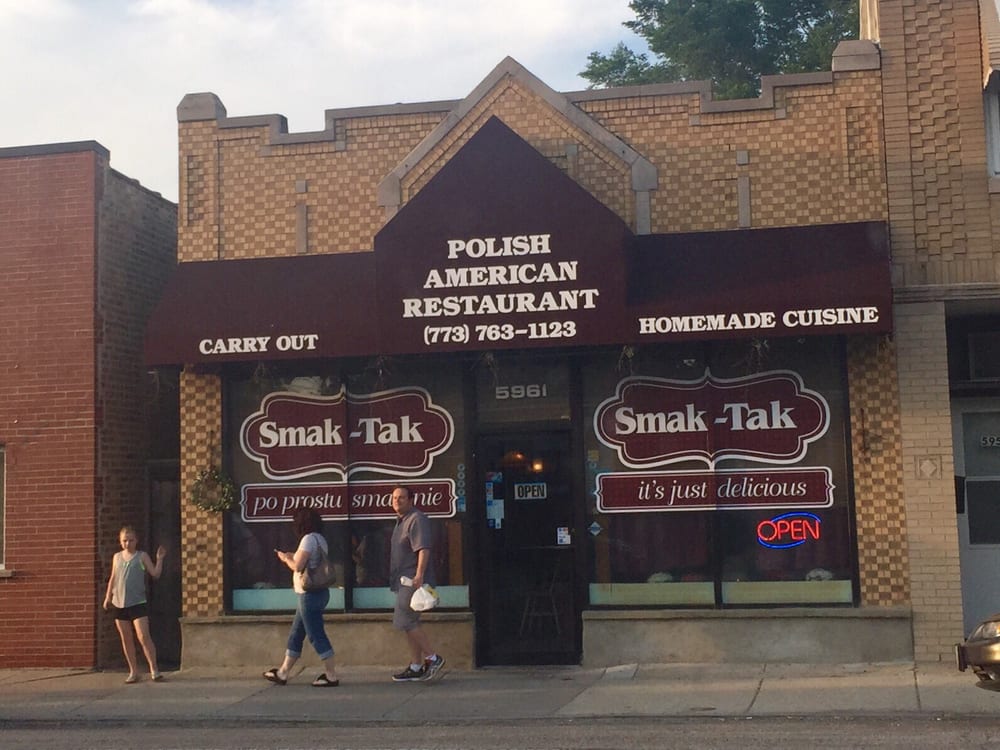 POLISH
AMERICAN
RESTAURANT
(773) 763-1123
CARRY OUT
HOMEMADE CUISINE
5961
Smak-Tak
po prostu
Smak-Tak
it's just delicious
OPEN
OPEN
595